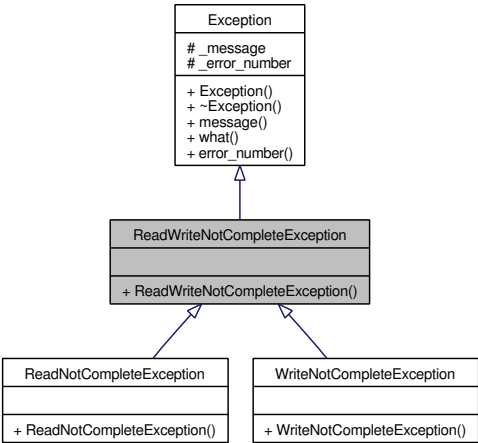 Exception
# _message
# _error_number
+ Exception()
+ ~Exception()
+ message()
+ what()
+ error_number()
ReadWriteNotCompleteException
+ ReadWriteNotCompleteException()
ReadNotCompleteException
+ ReadNotCompleteException()
WriteNotCompleteException
+ WriteNotCompleteException()